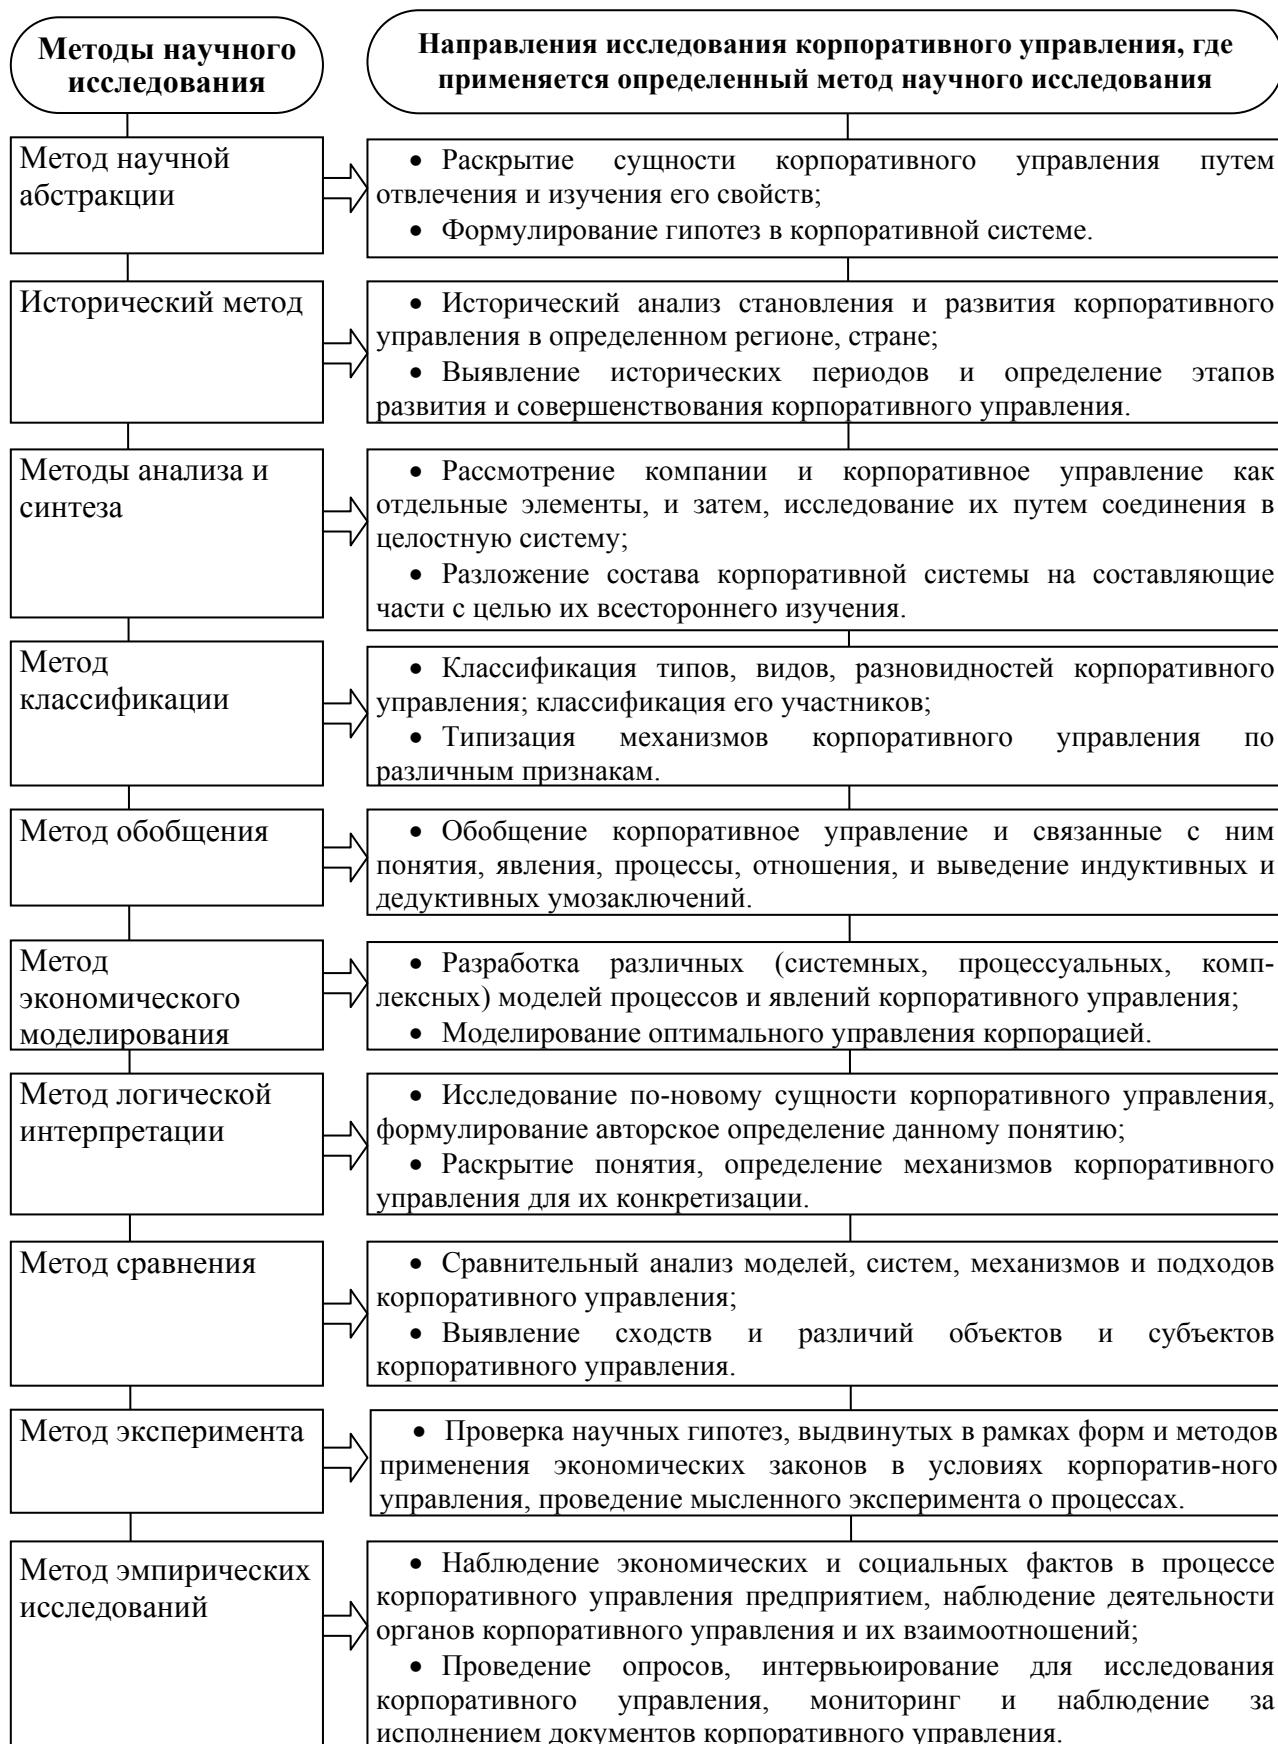 Методы научного
исследования
Направления исследования корпоративного управления, где
применяется определенный метод научного исследования
Метод научной
абстракции
• Раскрытие сущности корпоративного управления путем
отвлечения и изучения его свойств;
• Формулирование гипотез в корпоративной системе.
Исторический метод
• Исторический анализ становления и развития корпоративного
управления в определенном регионе, стране;
• Выявление исторических периодов и определение этапов
развития и совершенствования корпоративного управления.
Методы анализа и
синтеза
• Рассмотрение компании и корпоративное управление как
отдельные элементы, и затем, исследование их путем соединения в
целостную систему;
• Разложение состава корпоративной системы на составляющие
части с целью их всестороннего изучения.
Метод
классификации
• Классификация типов, видов, разновидностей корпоративного
управления; классификация его участников;
• Типизация механизмов корпоративного управления по
различным признакам.
Метод обобщения
• Обобщение корпоративное управление и связанные с ним
понятия, явления, процессы, отношения, и выведение индуктивных и
дедуктивных умозаключений.
Метод
экономического
моделирования
• Разработка различных (системных, процессуальных, комп-
лексных) моделей процессов и явлений корпоративного управления;
• Моделирование оптимального управления корпорацией.
Метод логической
интерпретации
• Исследование по-новому сущности корпоративного управления,
формулирование авторское определение данному понятию;
• Раскрытие понятия, определение механизмов корпоративного
управления для их конкретизации.
Метод сравнения
• Сравнительный анализ моделей, систем, механизмов и подходов
корпоративного управления;
• Выявление сходств и различий объектов и субъектов
корпоративного управления.
Метод эксперимента
• Проверка научных гипотез, выдвинутых в рамках форм и методов
применения экономических законов в условиях корпоратив-ного
управления, проведение мысленного эксперимента о процессах.
Метод эмпирических
исследований
• Наблюдение экономических и социальных фактов в процессе
корпоративного управления предприятием, наблюдение деятельности
органов корпоративного управления и их взаимоотношений;
• Проведение опросов, интервьюирование для исследования
корпоративного управления, мониторинг и наблюдение за
исполнением документов корпоративного управления.